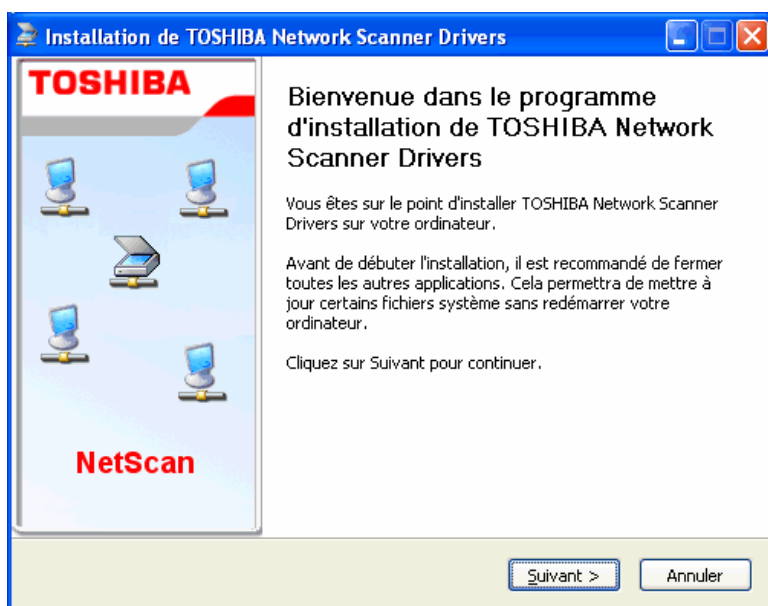 Installation de TOSHIBA Network Scanner Drivers
TOSHIBA
NetScan
Bienvenue dans le programme
d'installation de TOSHIBA Network
Scanner Drivers
Vous êtes sur le point d'installer TOSHIBA Network Scanner
Drivers sur votre ordinateur.
Avant de débuter l'installation, il est recommandé de fermer
toutes les autres applications. Cela permettra de mettre à
jour certains fichiers système sans redémarrer votre
ordinateur.
Cliquez sur Suivant pour continuer.
Suivant >
Annuler